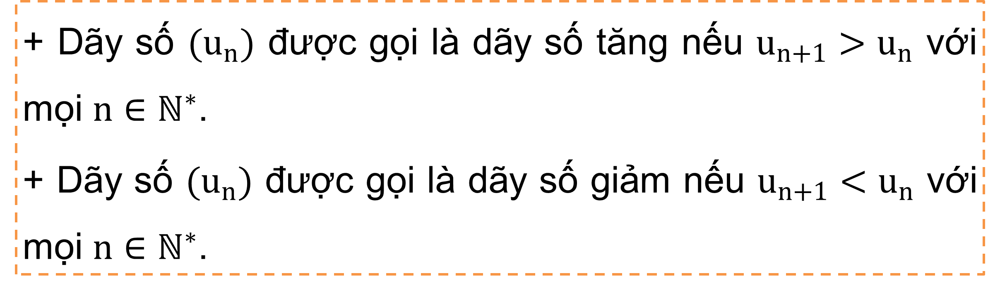 + Dãy số (uₙ) được gọi là dãy số tăng nếu uₙ₊₁ > uₙ với
mọi n ∈ ℕ*.
+ Dãy số (uₙ) được gọi là dãy số giảm nếu uₙ₊₁ < uₙ với
mọi n ∈ ℕ*.